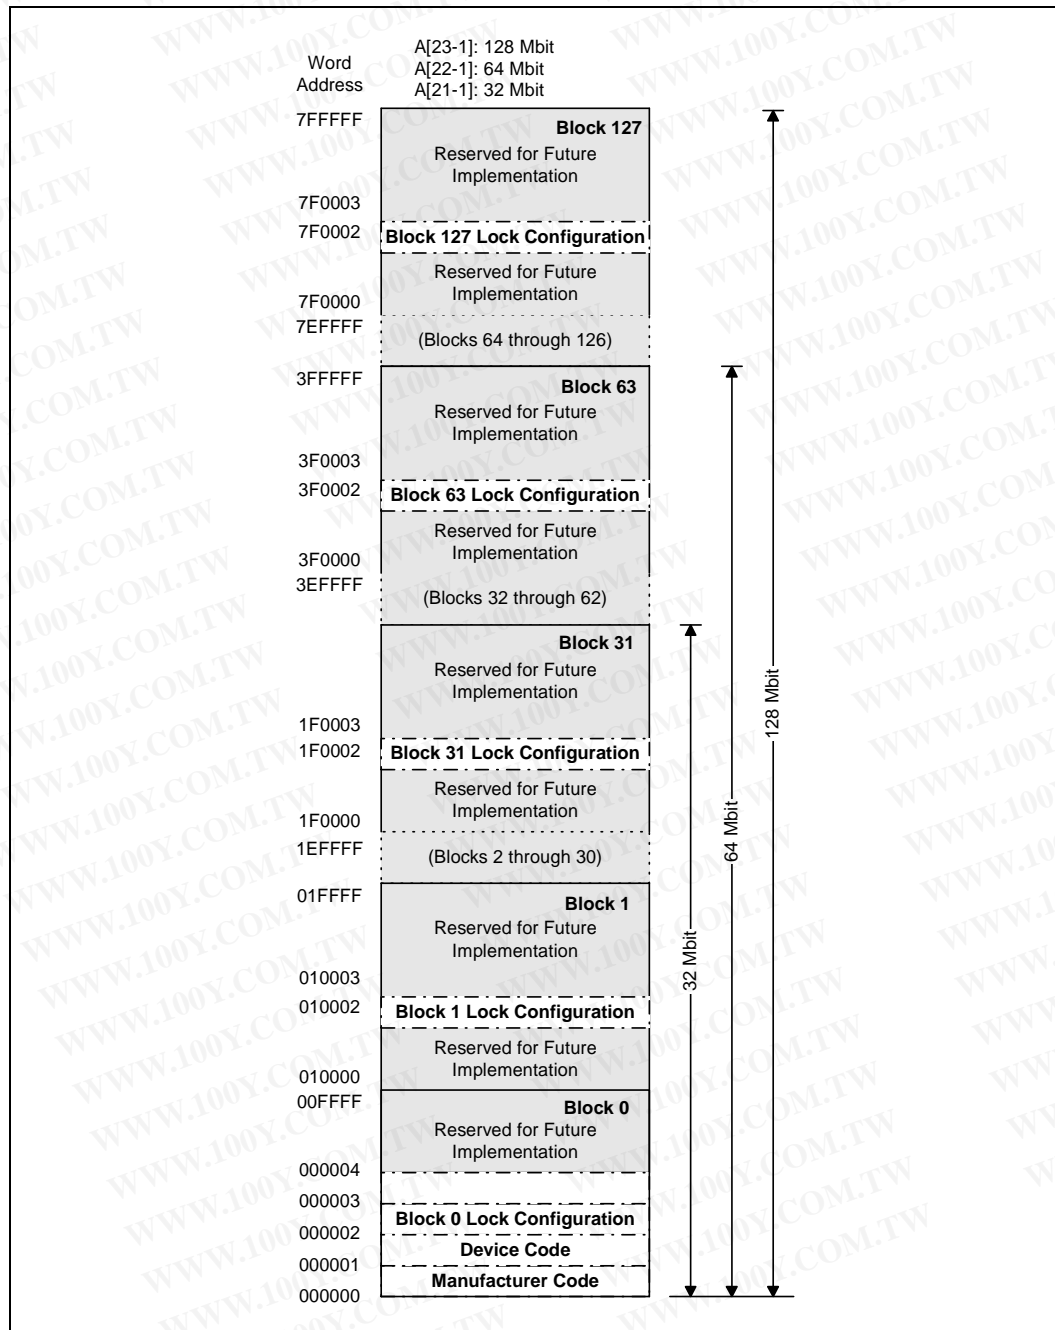 A[23-1]: 128 Mbit
A[22-1]: 64 Mbit
A[21-1]: 32 Mbit
Word
Address
7FFFFF
Block 127
Reserved for Future
Implementation
7F0003
7F0002
Block 127 Lock Configuration
Reserved for Future
Implementation
7F0000
7EFFFF
(Blocks 64 through 126)
3FFFFF
Block 63
Reserved for Future
Implementation
3F0003
3F0002
Block 63 Lock Configuration
Reserved for Future
Implementation
3F0000
3EFFFF
(Blocks 32 through 62)
Block 31
Reserved for Future
Implementation
1F0003
1F0002
Block 31 Lock Configuration
Reserved for Future
Implementation
1F0000
1EFFFF
(Blocks 2 through 30)
01FFFF
Block 1
Reserved for Future
Implementation
010003
010002
Block 1 Lock Configuration
Reserved for Future
Implementation
010000
00FFFF
Block 0
Reserved for Future
Implementation
000004
000003
Block 0 Lock Configuration
000002
Device Code
000001
Manufacturer Code
000000
32 Mbit
64 Mbit
128 Mbit
WWW.100Y.COM.TW